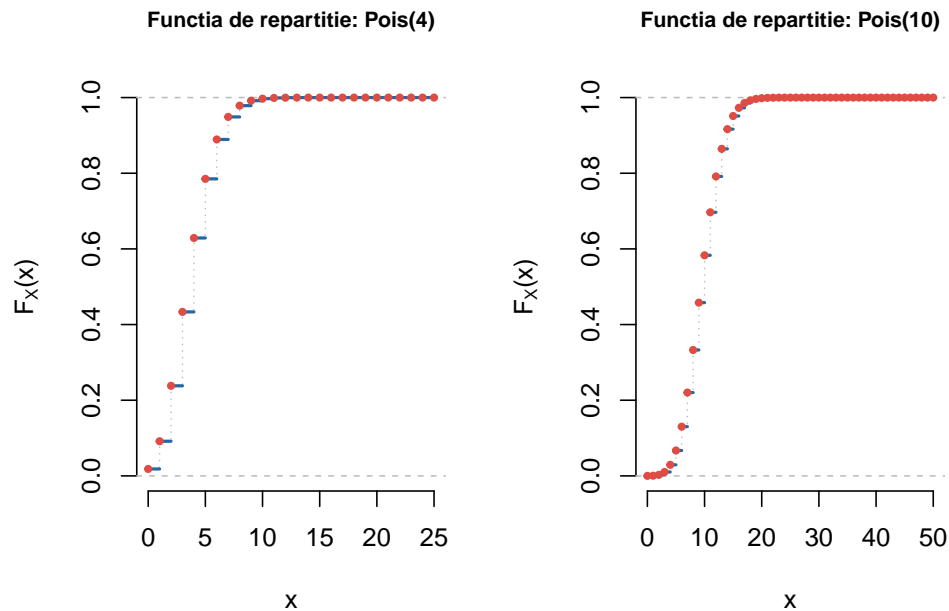 Functia de repartitie: Pois(4)
F_X(x)
0.0 0.2 0.4 0.6 0.8 1.0
0 5 10 15 20 25
x
Functia de repartitie: Pois(10)
F_X(x)
0.0 0.2 0.4 0.6 0.8 1.0
0 10 20 30 40 50
x